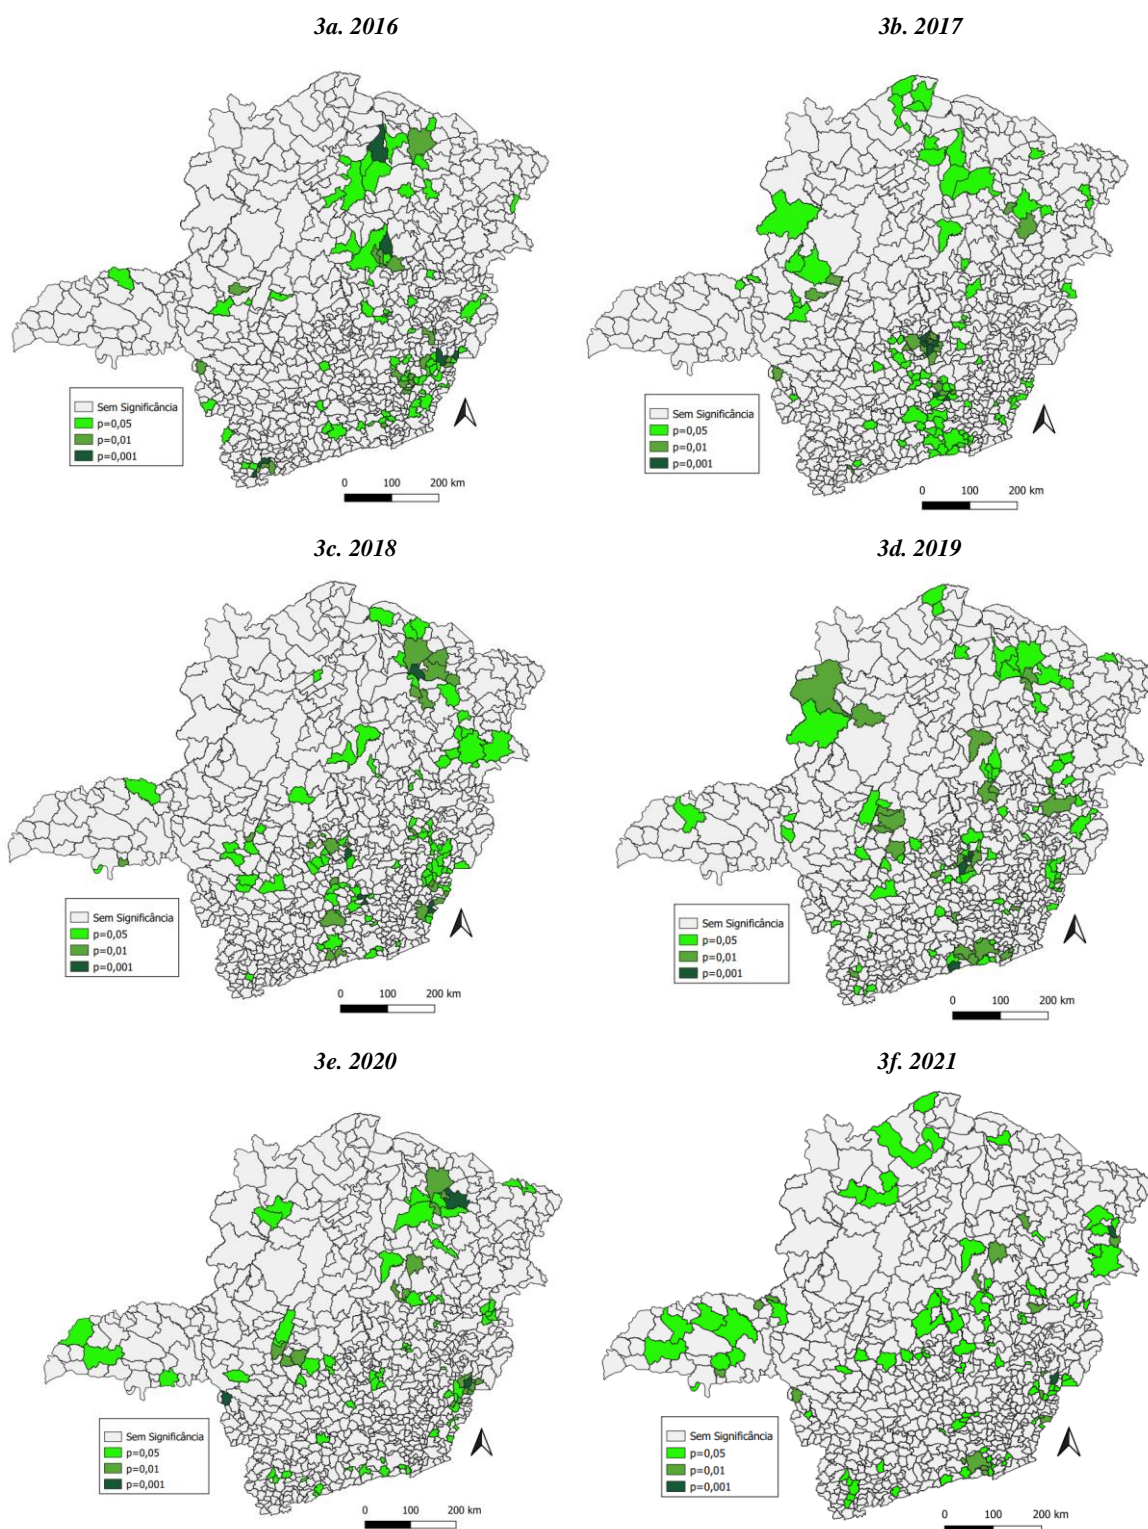 3a. 2016
3b. 2017
Sem Significância
p=0,05
p=0,01
p=0,001
0 100 200 km
Sem Significância
p=0,05
p=0,01
p=0,001
0 100 200 km
3c. 2018
3d. 2019
Sem Significância
p=0,05
p=0,01
p=0,001
0 100 200 km
Sem Significância
p=0,05
p=0,01
p=0,001
0 100 200 km
3e. 2020
3f. 2021
Sem Significância
p=0,05
p=0,01
p=0,001
0 100 200 km
Sem Significância
p=0,05
p=0,01
p=0,001
0 100 200 km